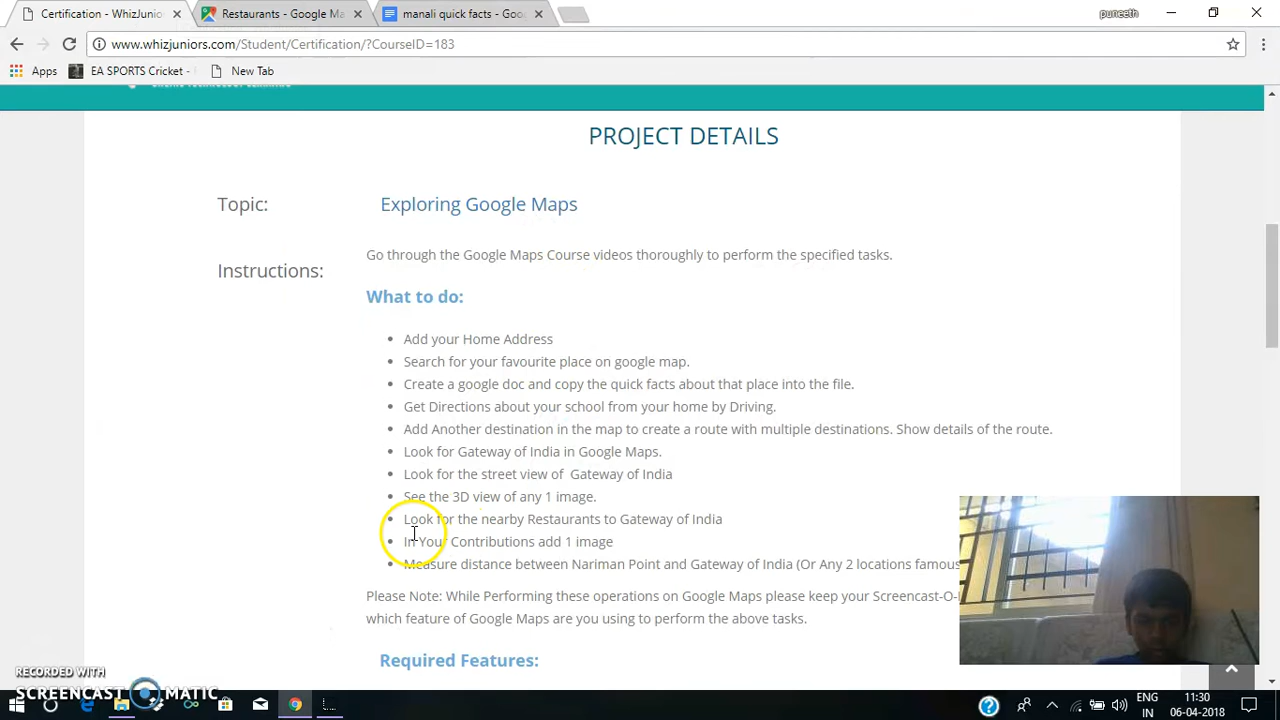 Certification - WhizJunior
Restaurants - Google Ma
manali quick facts - Goo
puneeth
www.whizjuniors.com/Student/Certification/?CourseID=183
Apps
EA SPORTS Cricket -
New Tab
PROJECT DETAILS
Topic:
Exploring Google Maps
Instructions:
Go through the Google Maps Course videos thoroughly to perform the specified tasks.
What to do:
Add your Home Address
Search for your favourite place on google map.
Create a google doc and copy the quick facts about that place into the file.
Get Directions about your school from your home by Driving.
Add Another destination in the map to create a route with multiple destinations. Show details of the route.
Look for Gateway of India in Google Maps.
Look for the street view of Gateway of India
See the 3D view of any 1 image.
Look for the nearby Restaurants to Gateway of India
In Your Contributions add 1 image
Measure distance between Nariman Point and Gateway of India (Or Any 2 locations famous
Please Note: While Performing these operations on Google Maps please keep your Screencast-O-
which feature of Google Maps are you using to perform the above tasks.
Required Features:
RECORDED WITH
SCREENCAST MATIC
ENG
IN
11:30
06-04-2018